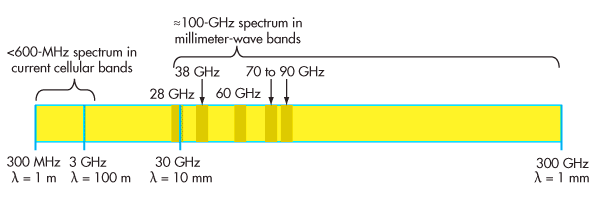 ≈100-GHz spectrum in
millimeter-wave bands
<600-MHz spectrum in
current cellular bands
38 GHz
70 to 90 GHz
28 GHz
60 GHz
300 MHz
λ = 1 m
3 GHz
λ = 100 m
30 GHz
λ = 10 mm
300 GHz
λ = 1 mm